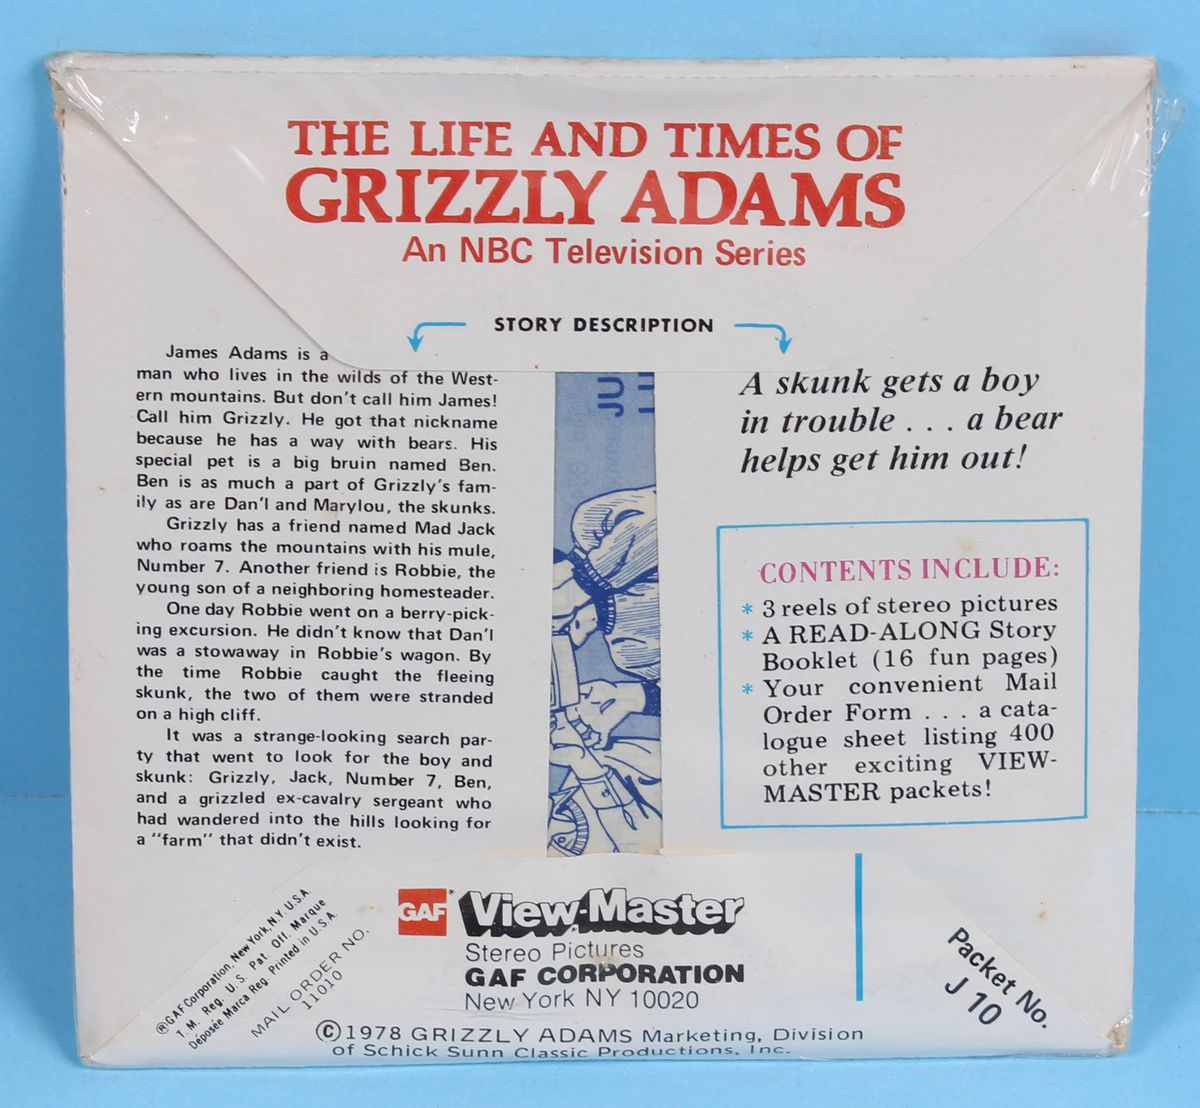 THE LIFE AND TIMES OF
GRIZZLY ADAMS
An NBC Television Series
STORY DESCRIPTION
James Adams is a
man who lives in the wilds of the West-
ern mountains. But don't call him James!
Call him Grizzly. He got that nickname
because he has a way with bears. His
special pet is a big bruin named Ben.
Ben is as much a part of Grizzly's fam-
ily as are Dan'l and Marylou, the skunks.
Grizzly has a friend named Mad Jack
who roams the mountains with his mule,
Number 7. Another friend is Robbie, the
young son of a neighboring homesteader.
One day Robbie went on a berry-pick-
ing excursion. He didn't know that Dan'l
was a stowaway in Robbie's wagon. By
the time Robbie caught the fleeing
skunk, the two of them were stranded
on a high cliff.
It was a strange-looking search par-
ty that went to look for the boy and
skunk: Grizzly, Jack, Number 7, Ben,
and a grizzled ex-cavalry sergeant who
had wandered into the hills looking for
a "farm" that didn't exist.
JU
A skunk gets a boy
in trouble . . . a bear
helps get him out!
CONTENTS INCLUDE:
* 3 reels of stereo pictures
* A READ-ALONG Story
Booklet (16 fun pages)
* Your convenient Mail
Order Form . . . a cata-
logue sheet listing 400
other exciting VIEW-
MASTER packets!
®GAF Corporation, New York, N.Y. U.S.A.
T. M. Reg. U. S. Pat. Off. Marque
Déposée Marca Reg. Printed in U.S.A.
MAIL ORDER NO.
11010
GAF® View-Master
Stereo Pictures
GAF CORPORATION
New York NY 10020
Packet No.
J 10
©1978 GRIZZLY ADAMS Marketing, Division
of Schick Sunn Classic Productions, Inc.